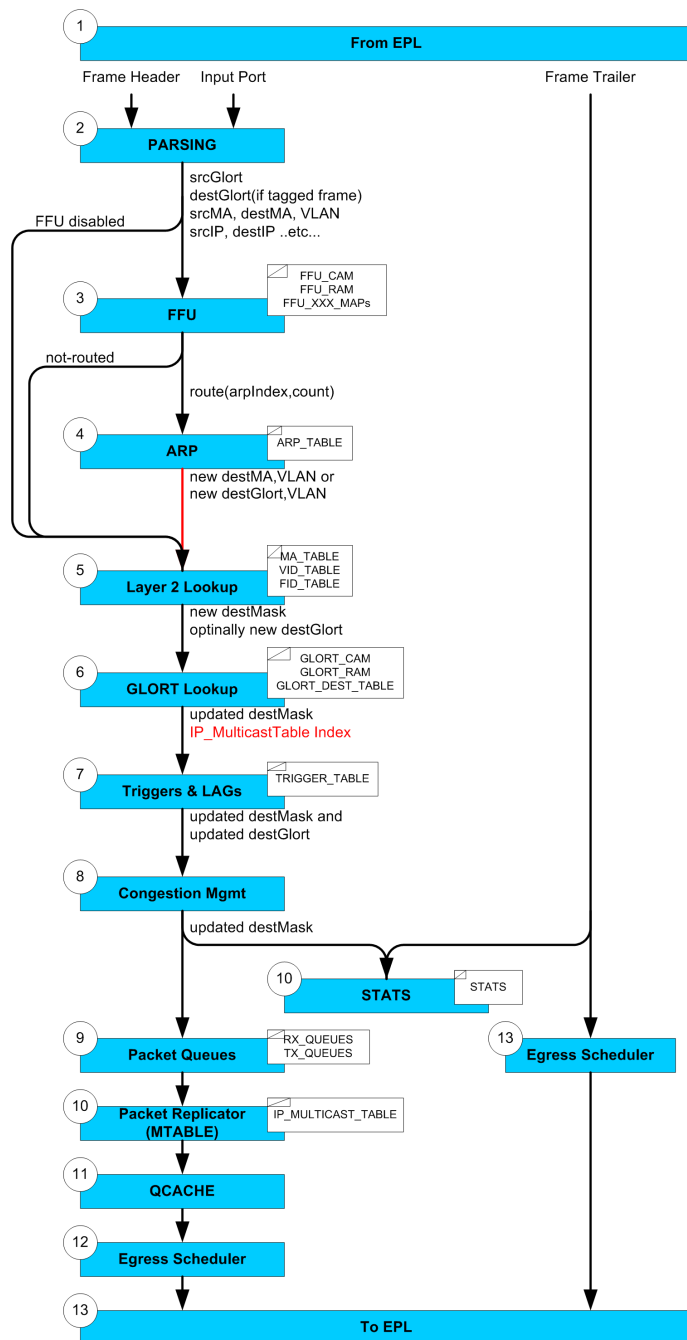 1
From EPL
Frame Header
Input Port
Frame Trailer
2
PARSING
srcGlort
destGlort(if tagged frame)
srcMA, destMA, VLAN
srcIP, destIP ..etc...
FFU disabled
FFU_CAM
FFU_RAM
FFU_XXX_MAPs
3
FFU
not-routed
route(arpIndex,count)
4
ARP
ARP_TABLE
new destMA,VLAN or
new destGlort,VLAN
MA_TABLE
VID_TABLE
FID_TABLE
5
Layer 2 Lookup
new destMask
optinally new destGlort
GLORT_CAM
GLORT_RAM
GLORT_DEST_TABLE
6
GLORT Lookup
updated destMask
IP_MulticastTable Index
7
Triggers & LAGs
TRIGGER_TABLE
updated destMask and
updated destGlort
8
Congestion Mgmt
updated destMask
10
STATS
STATS
9
Packet Queues
RX_QUEUES
TX_QUEUES
13
Egress Scheduler
10
Packet Replicator
(MTABLE)
IP_MULTICAST_TABLE
11
QCACHE
12
Egress Scheduler
13
To EPL